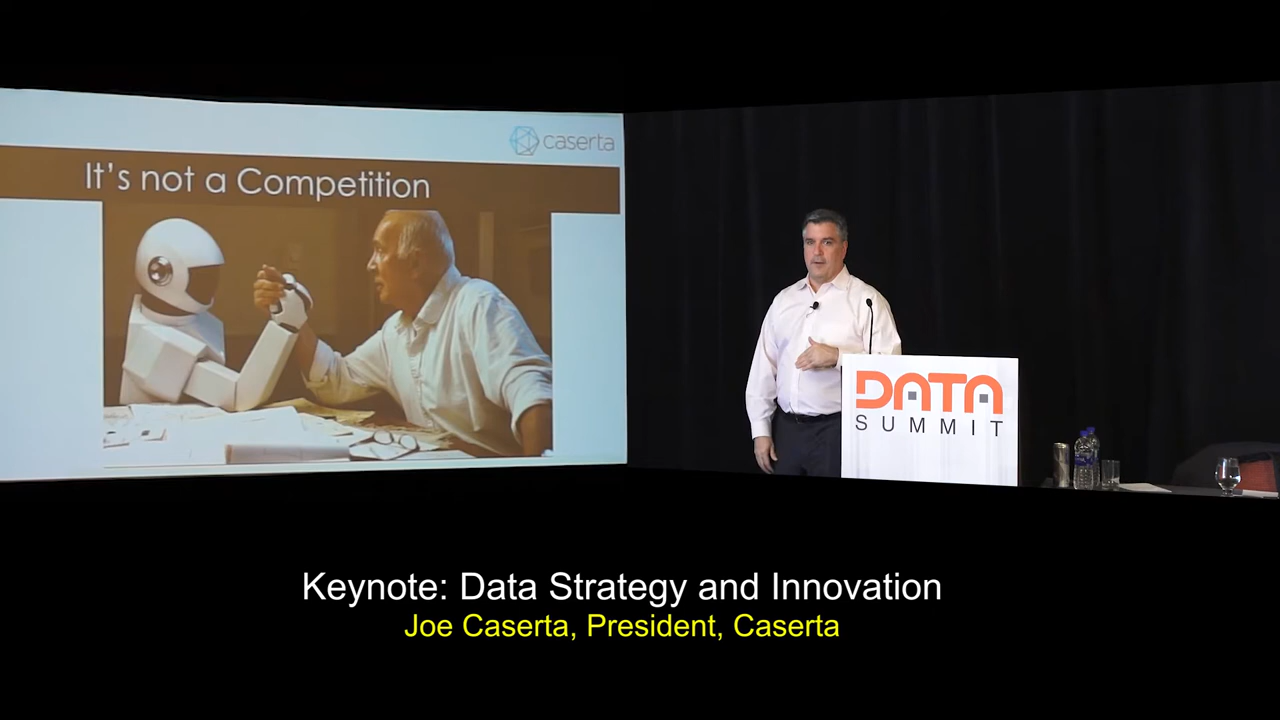 caserta
It's not a Competition
DATA
SUMMIT
Keynote: Data Strategy and Innovation
Joe Caserta, President, Caserta